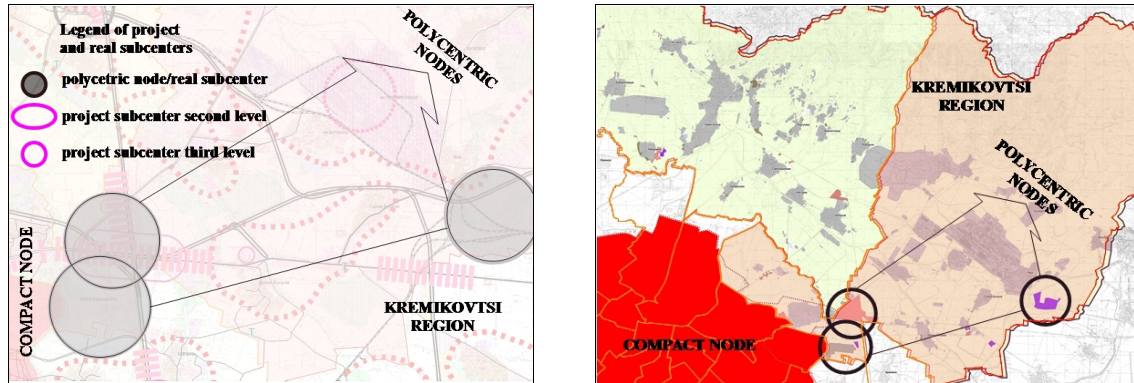 Legend of project
and real subcenters
polycetric node/real subcenter
project subcenter second level
project subcenter third level
POLYCENTRIC
NODES
COMPACT NODE
KREMIKOVTSI
REGION
KREMIKOVTSI
REGION
POLYCENTRIC
NODES
COMPACT NODE